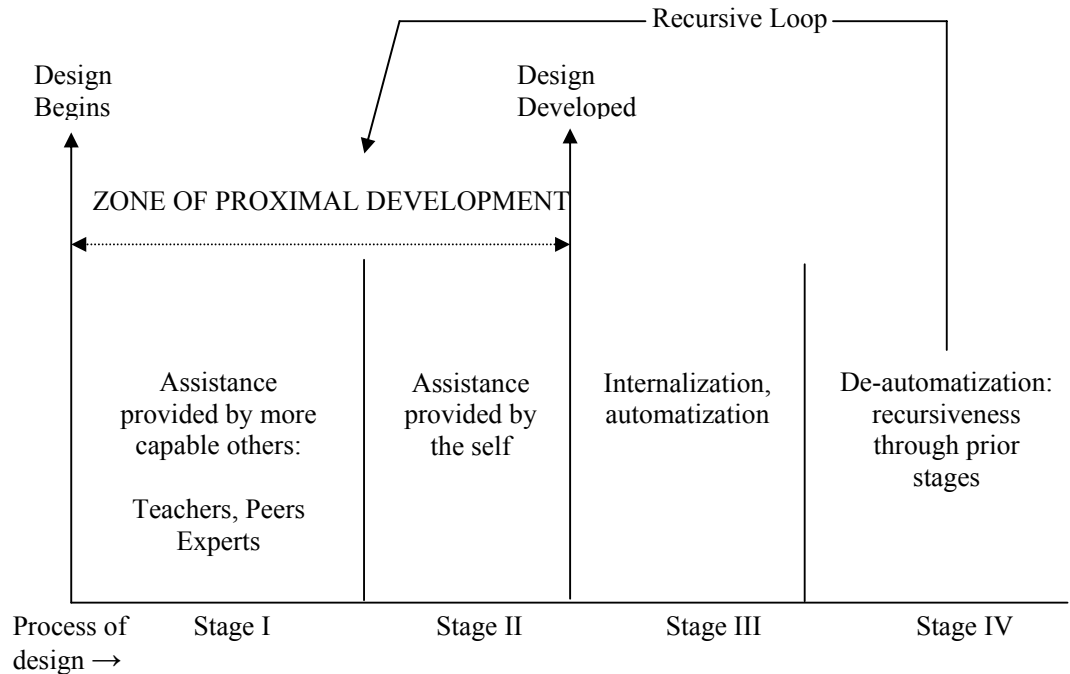 Recursive Loop
Design
Begins
Design
Developed
ZONE OF PROXIMAL DEVELOPMENT
Assistance
provided by more
capable others:
Teachers, Peers
Experts
Assistance
provided by
the self
Internalization,
automatization
De-automatization:
recursiveness
through prior
stages
Process of
design →
Stage I
Stage II
Stage III
Stage IV